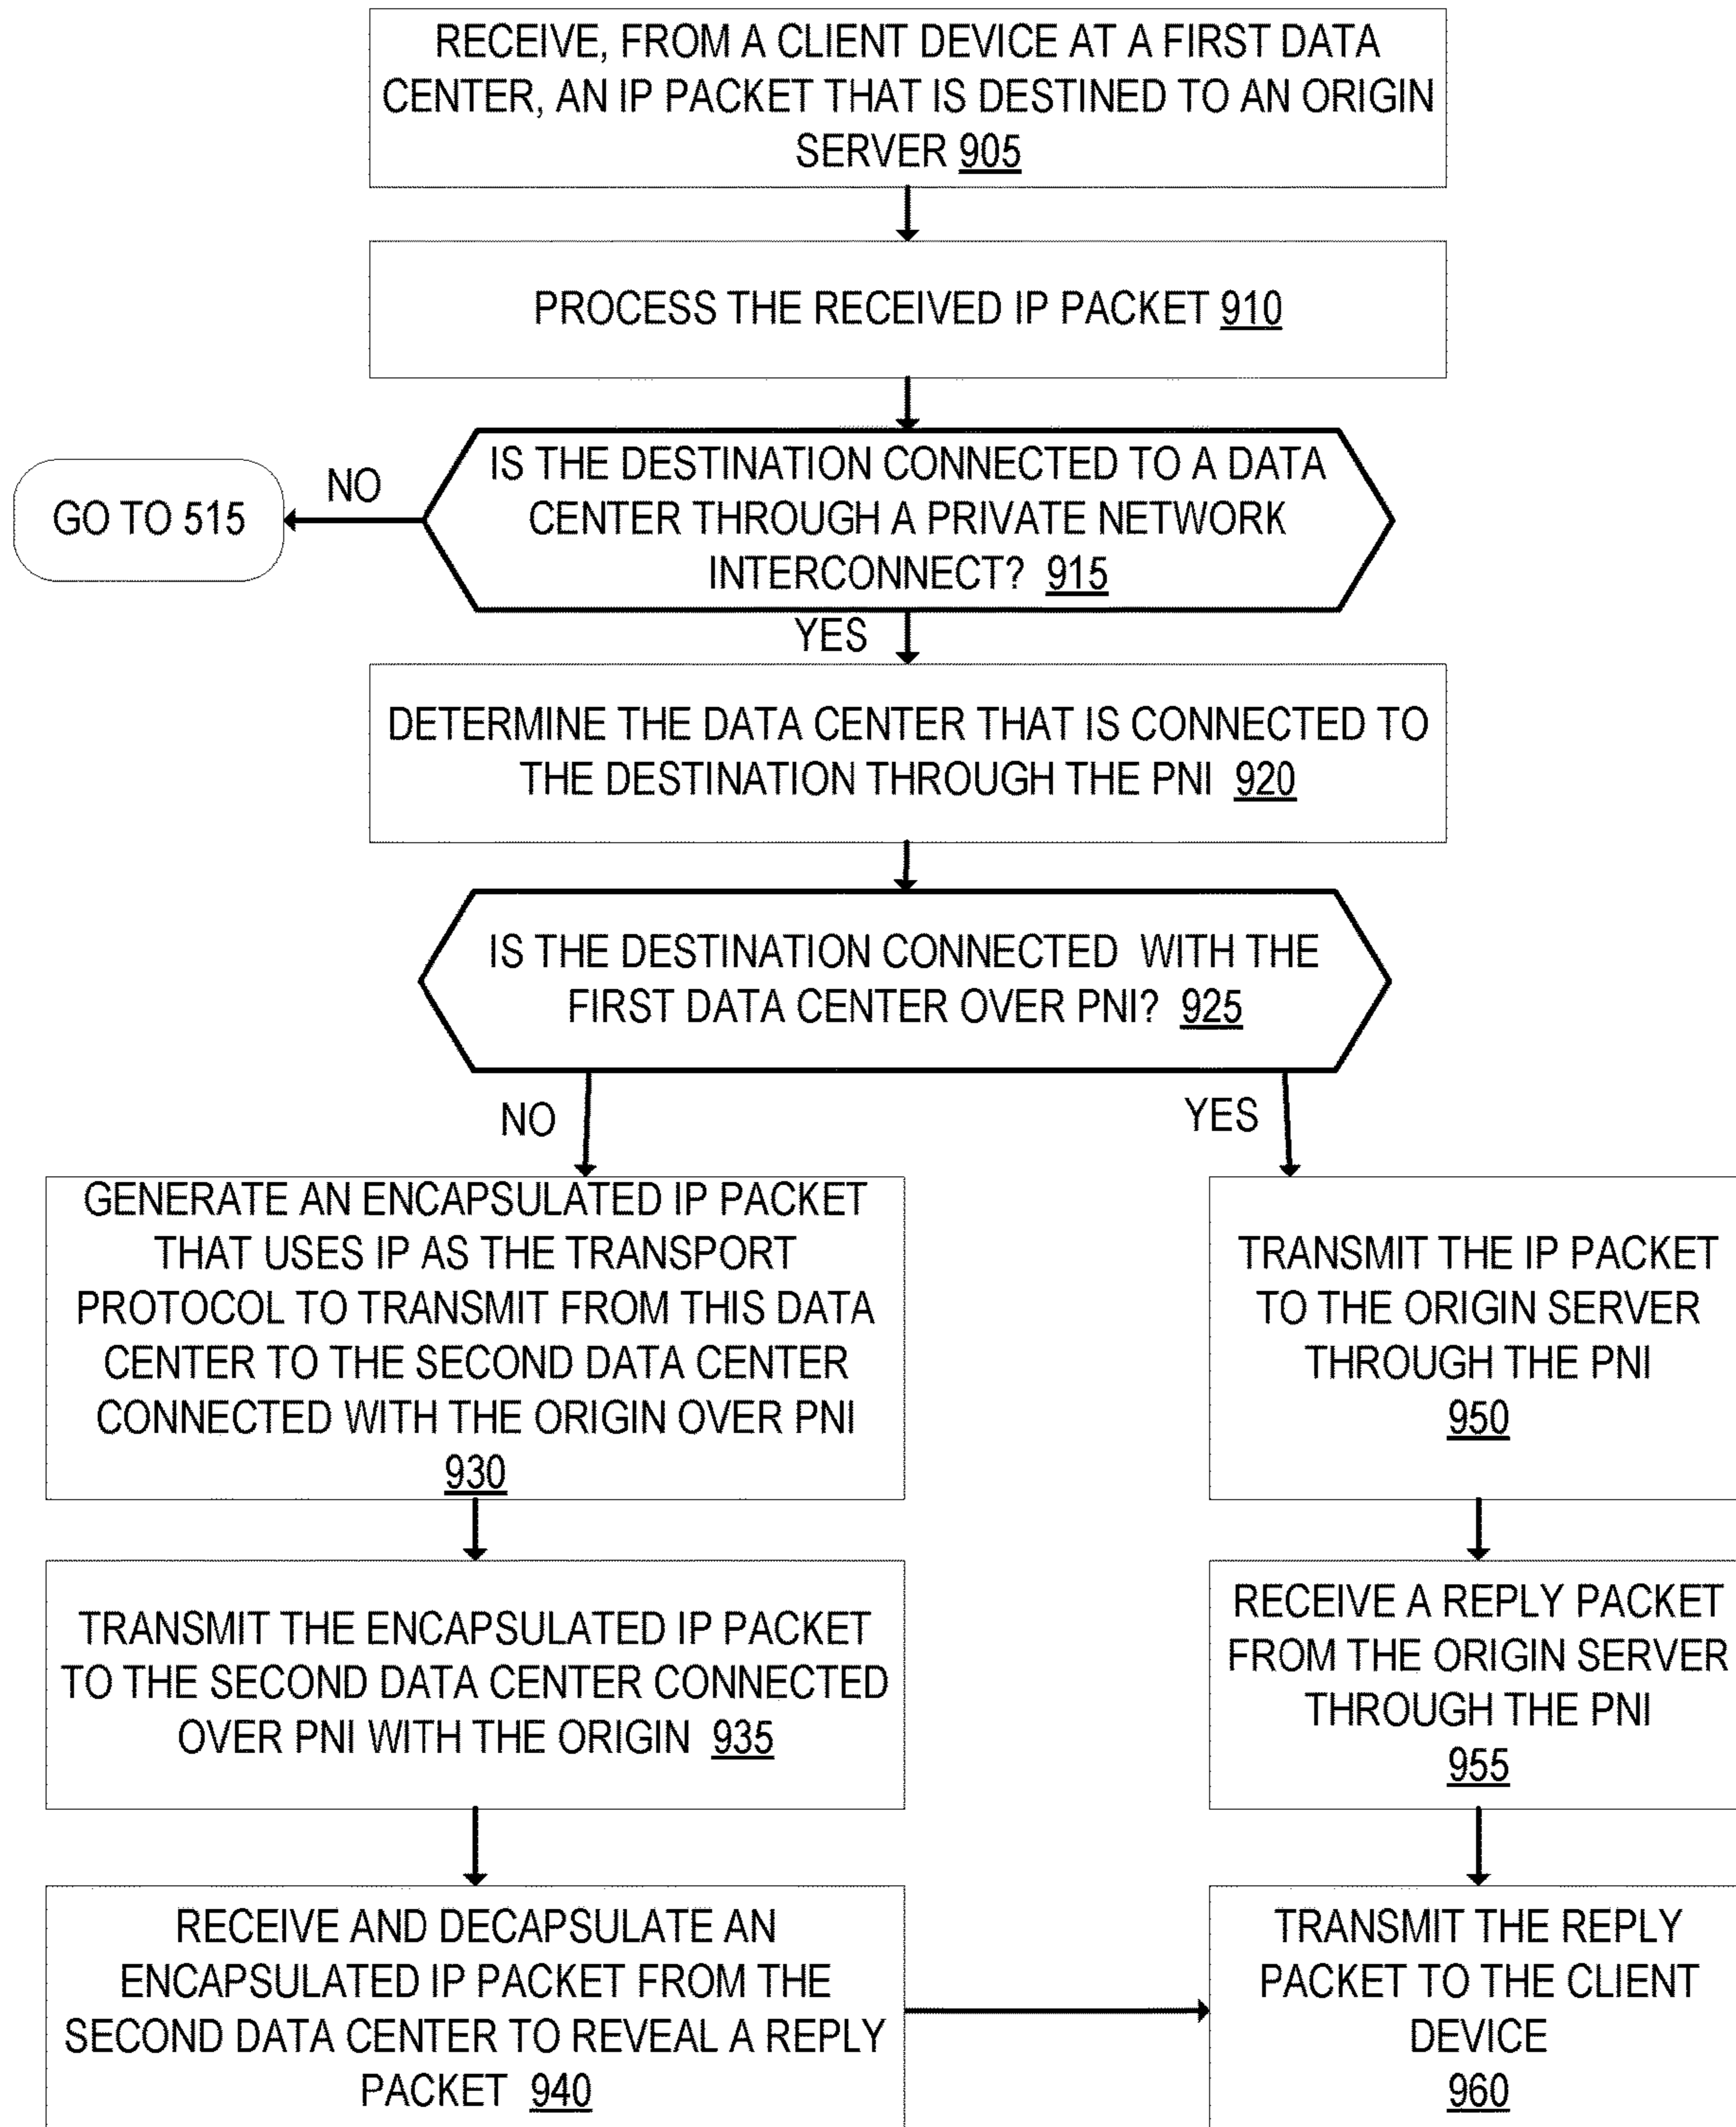 RECEIVE, FROM A CLIENT DEVICE AT A FIRST DATA
CENTER, AN IP PACKET THAT IS DESTINED TO AN ORIGIN
SERVER 905
PROCESS THE RECEIVED IP PACKET 910
IS THE DESTINATION CONNECTED TO A DATA
CENTER THROUGH A PRIVATE NETWORK
INTERCONNECT? 915
NO
GO TO 515
YES
DETERMINE THE DATA CENTER THAT IS CONNECTED TO
THE DESTINATION THROUGH THE PNI 920
IS THE DESTINATION CONNECTED WITH THE
FIRST DATA CENTER OVER PNI? 925
NO
YES
GENERATE AN ENCAPSULATED IP PACKET
THAT USES IP AS THE TRANSPORT
PROTOCOL TO TRANSMIT FROM THIS DATA
CENTER TO THE SECOND DATA CENTER
CONNECTED WITH THE ORIGIN OVER PNI
930
TRANSMIT THE IP PACKET
TO THE ORIGIN SERVER
THROUGH THE PNI
950
TRANSMIT THE ENCAPSULATED IP PACKET
TO THE SECOND DATA CENTER CONNECTED
OVER PNI WITH THE ORIGIN 935
RECEIVE A REPLY PACKET
FROM THE ORIGIN SERVER
THROUGH THE PNI
955
RECEIVE AND DECAPSULATE AN
ENCAPSULATED IP PACKET FROM THE
SECOND DATA CENTER TO REVEAL A REPLY
PACKET 940
TRANSMIT THE REPLY
PACKET TO THE CLIENT
DEVICE
960